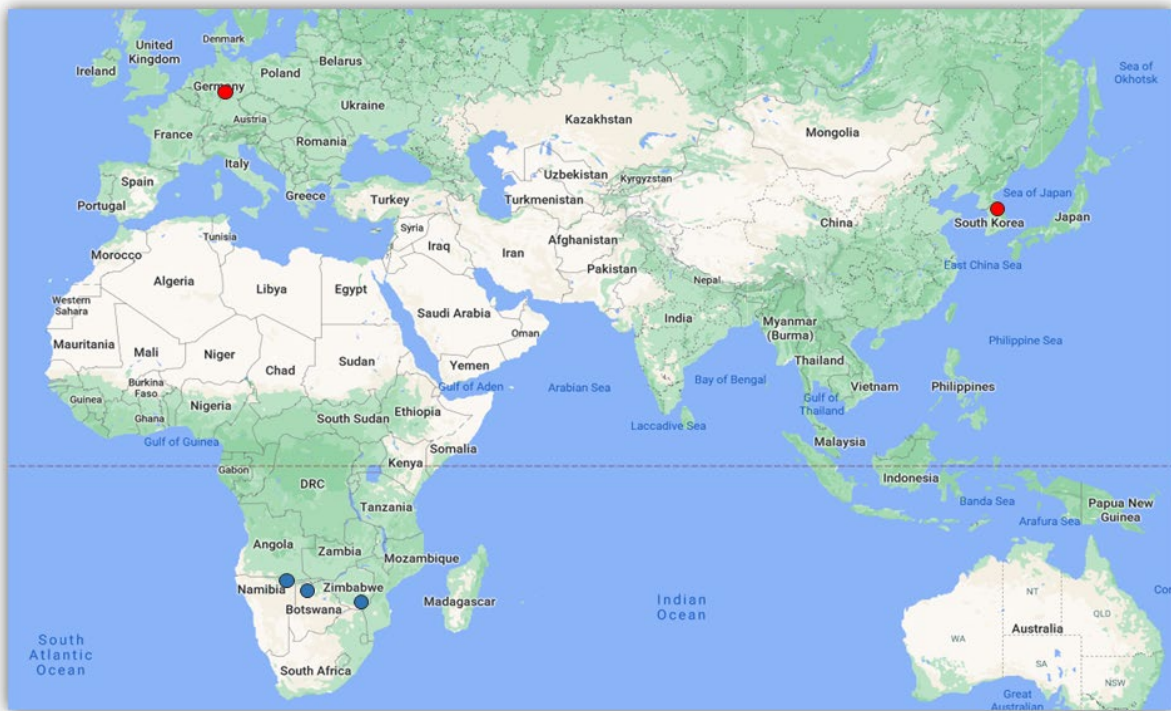 Denmark
United
Kingdom
Ireland
Poland
Belarus
Germany
Ukraine
Austria
France
Romania
Italy
Spain
Portugal
Greece
Turkey
Kazakhstan
Mongolia
Sea of
Okhotsk
Uzbekistan
Kyrgyzstan
Turkmenistan
Sea of Japan
South Korea
Japan
China
Tunisia
Syria
Morocco
Iraq
Iran
Afghanistan
East China Sea
Pakistan
Algeria
Libya
Egypt
Nepal
Western
Sahara
Saudi Arabia
India
Myanmar
(Burma)
Oman
Mauritania
Mali
Niger
Chad
Sudan
Yemen
Thailand
Philippine Sea
Burkina
Faso
Gulf of Aden
Arabian Sea
Bay of Bengal
Vietnam
Philippines
Guinea
Ghana
Nigeria
South Sudan
Ethiopia
Gulf of
Thailand
Laccadive Sea
Gulf of Guinea
Somalia
Malaysia
Gabon
Kenya
DRC
Indonesia
Tanzania
Banda Sea
Papua New
Guinea
Arafura Sea
Angola
Zambia
Mozambique
Namibia
Zimbabwe
Botswana
Madagascar
Indian
Ocean
NT
QLD
Australia
WA
SA
NSW
South
Atlantic
Ocean
South Africa
Great
Australian